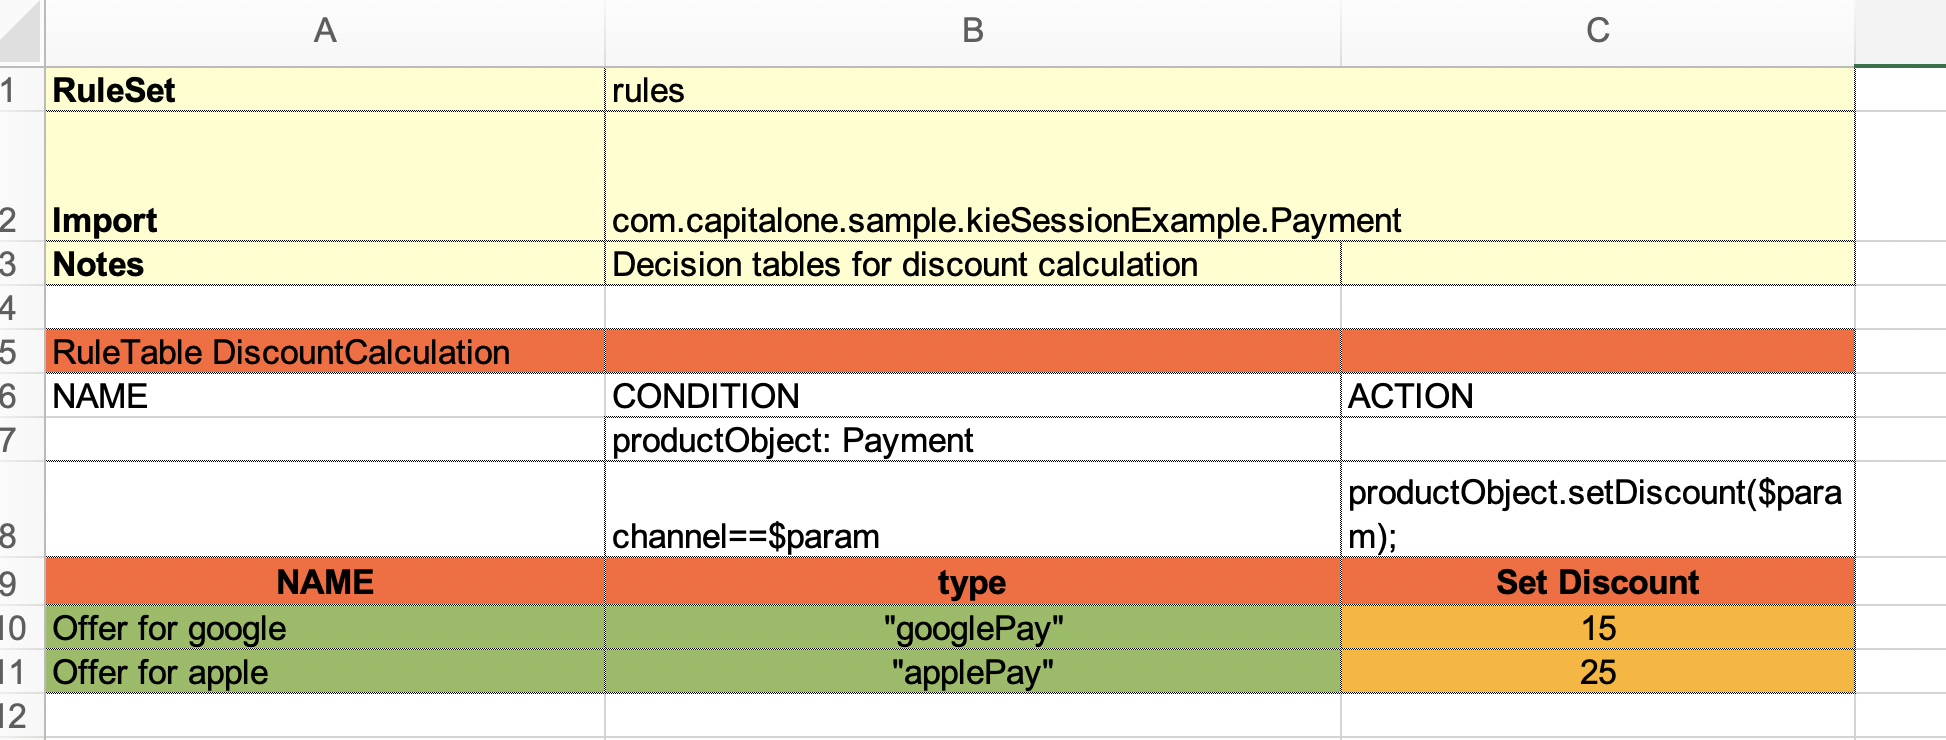 A B C
1 RuleSet rules
2 Import com.capitalone.sample.kieSessionExample.Payment
3 Notes Decision tables for discount calculation
4
5 RuleTable DiscountCalculation
6 NAME CONDITION ACTION
7 productObject: Payment
productObject.setDiscount($para
8 channel==$param m);
9 NAME type Set Discount
10 Offer for google "googlePay" 15
11 Offer for apple "applePay" 25
12